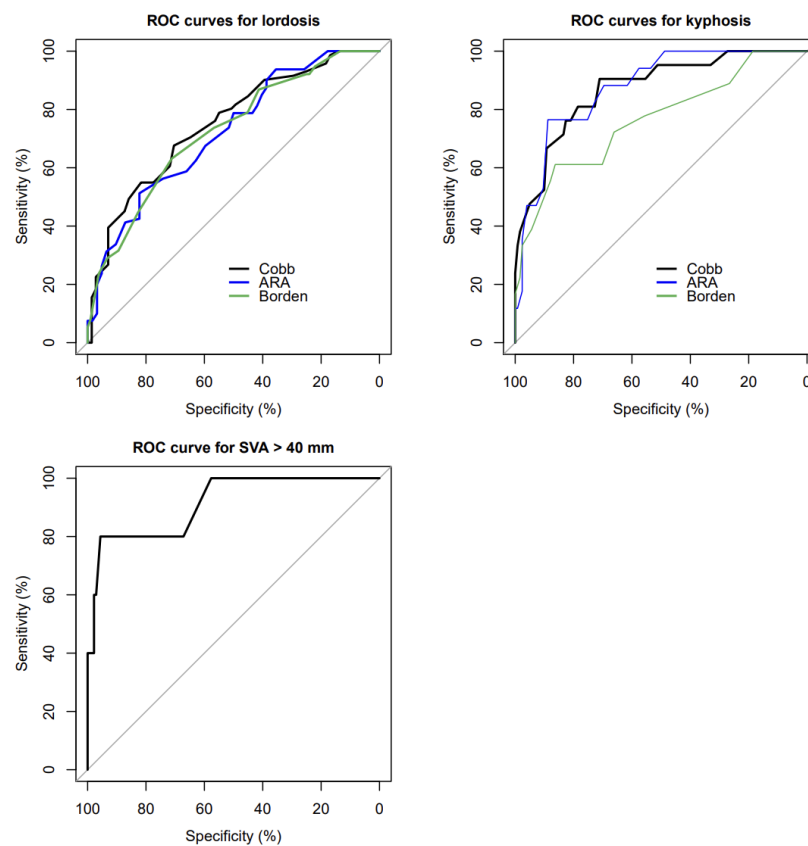 ROC curves for lordosis
100
80
60
40
20
0
Sensitivity (%)
Cobb
ARA
Borden
100 80 60 40 20 0
Specificity (%)
ROC curves for kyphosis
100
80
60
40
20
0
Sensitivity (%)
Cobb
ARA
Borden
100 80 60 40 20 0
Specificity (%)
ROC curve for SVA > 40 mm
100
80
60
40
20
0
Sensitivity (%)
100 80 60 40 20 0
Specificity (%)